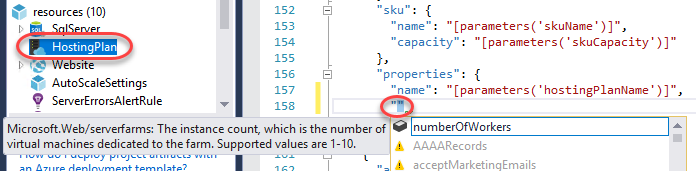 resources (10)
SqlServer
HostingPlan
Website
AutoScaleSettings
ServerErrorsAlertRule
Microsoft.Web/serverfarms: The instance count, which is the number of
virtual machines dedicated to the farm. Supported values are 1-10.
How do I deploy project artifacts with
an Azure deployment template?
152 "sku": {
153 "name": "[parameters('skuName')]",
154 "capacity": "[parameters('skuCapacity')]"
155 },
156 "properties": {
157 "name": "[parameters('hostingPlanName')]",
158 "",
numberOfWorkers
AAAARecords
acceptMarketingEmails
162